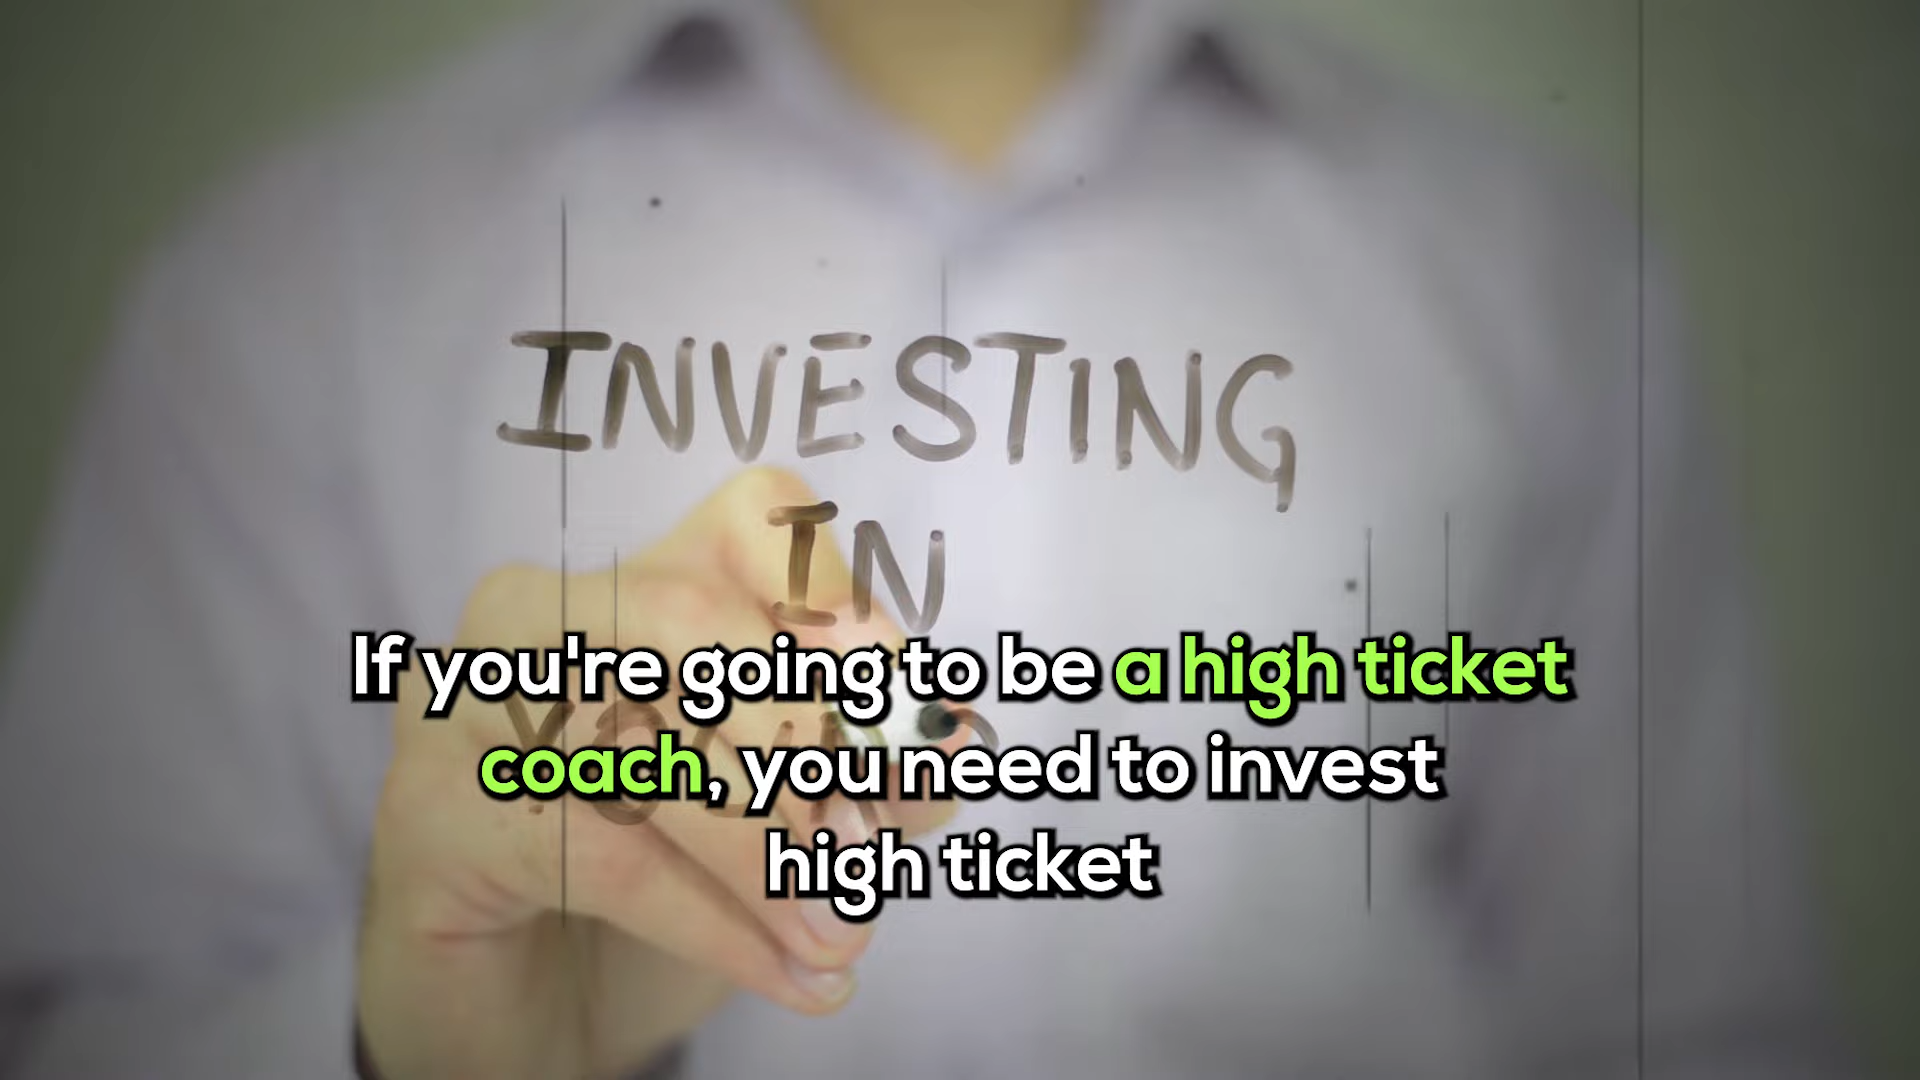 INVESTING
IN
If you're going to be a high ticket
coach, you need to invest
high ticket